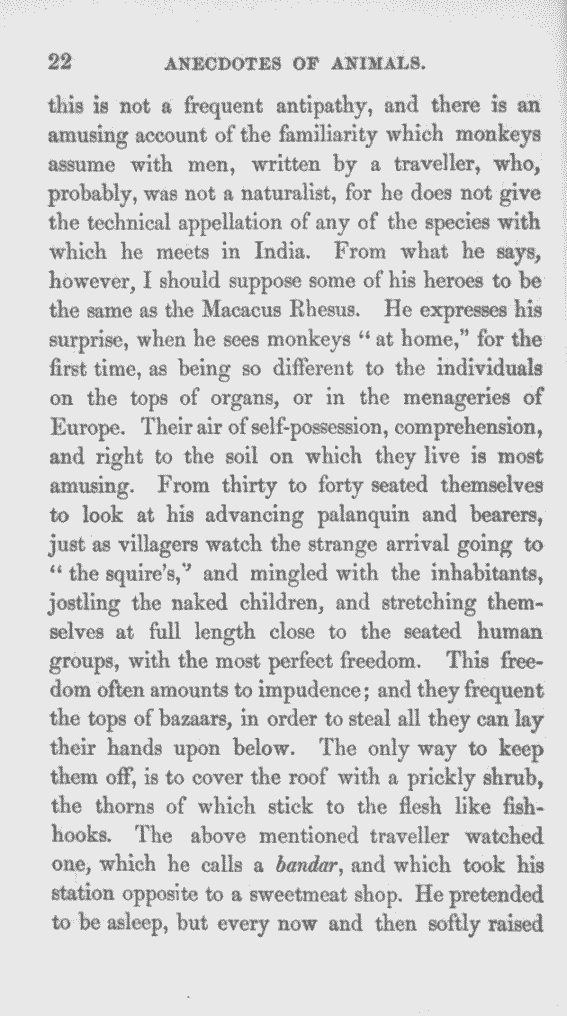 22 ANECDOTES OF ANIMALS.
this is not a frequent antipathy, and there is an
amusing account of the familiarity which monkeys
assume with men, written by a traveller, who,
probably, was not a naturalist, for he does not give
the technical appellation of any of the species with
which he meets in India. From what he says,
however, I should suppose some of his heroes to be
the same as the Macacus Rhesus. He expresses his
surprise, when he sees monkeys “ at home,” for the
first time, as being so different to the individuals
on the tops of organs, or in the menageries of
Europe. Their air of self-possession, comprehension,
and right to the soil on which they live is most
amusing. From thirty to forty seated themselves
to look at his advancing palanquin and bearers,
just as villagers watch the strange arrival going to
“ the squire's,” and mingled with the inhabitants,
jostling the naked children, and stretching them-
selves at full length close to the seated human
groups, with the most perfect freedom. This free-
dom often amounts to impudence; and they frequent
the tops of bazaars, in order to steal all they can lay
their hands upon below. The only way to keep
them off, is to cover the roof with a prickly shrub,
the thorns of which stick to the flesh like fish-
hooks. The above mentioned traveller watched
one, which he calls a bandar, and which took his
station opposite to a sweetmeat shop. He pretended
to be asleep, but every now and then softly raised